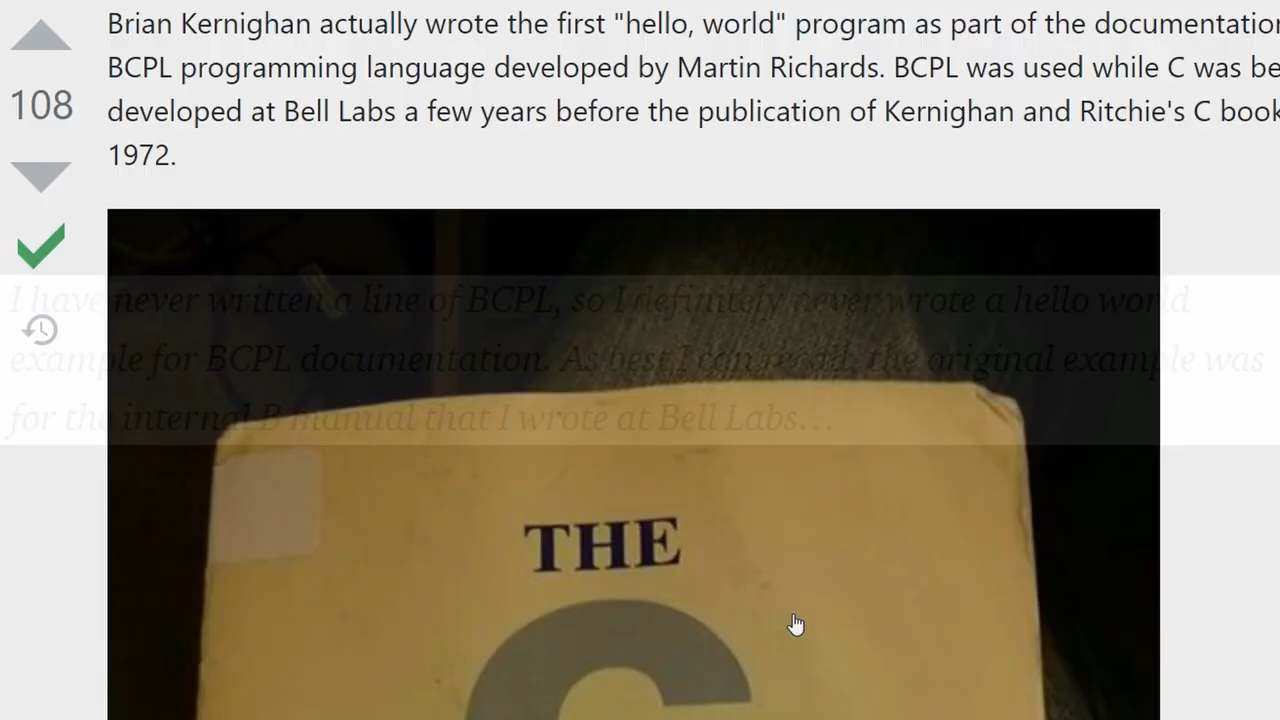 Brian Kernighan actually wrote the first "hello, world" program as part of the documentation
BCPL programming language developed by Martin Richards. BCPL was used while C was be
108
developed at Bell Labs a few years before the publication of Kernighan and Ritchie's C book
1972.
I have never written a line of BCPL, so I definitely never wrote a hello world
example for BCPL documentation. As best I can recall, the original example was
for the internal B manual that I wrote at Bell Labs...
THE
C